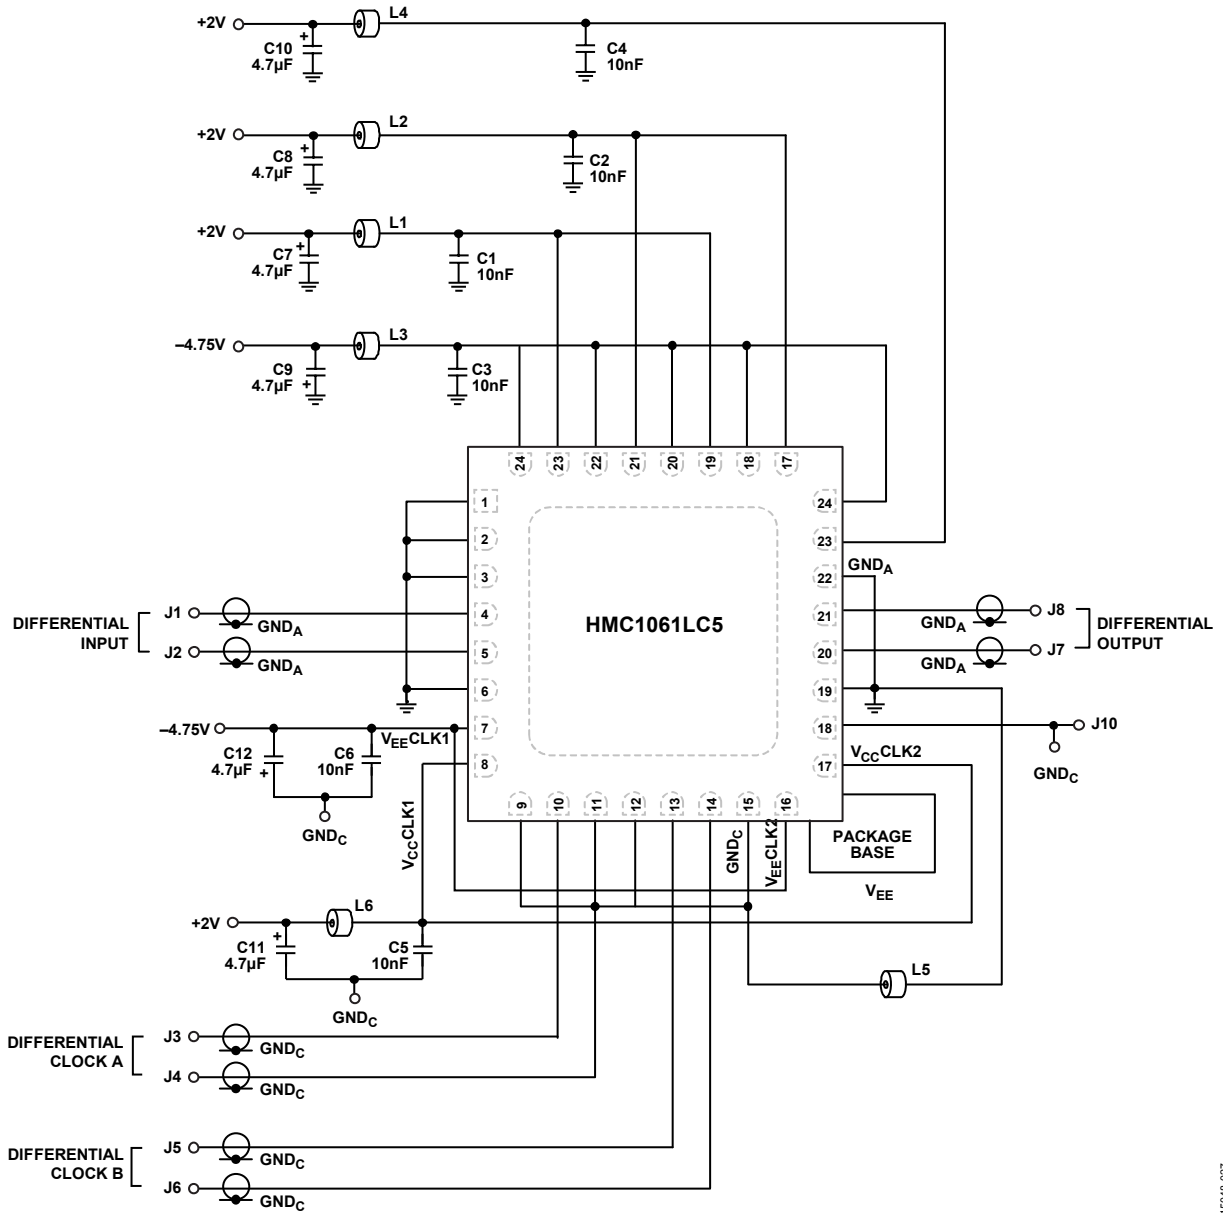 +2V
L4
C10
4.7µF
C4
10nF
+2V
L2
C8
4.7µF
C2
10nF
+2V
L1
C7
4.7µF
C1
10nF
–4.75V
L3
C9
4.7µF
C3
10nF
24 23 22 21 20 19 18 17
1
2
3
4
5
6
7
8
HMC1061LC5
24
23
22
21
20
19
18
17
GNDA
DIFFERENTIAL
INPUT
J1
GNDA
J2
GNDA
J8
GNDA
J7
GNDA
DIFFERENTIAL
OUTPUT
J10
GNDC
–4.75V
VEECLK1
C12
4.7µF
C6
10nF
GNDC
VCCCLK2
9 10 11 12 13 14 15 16
VCCCLK1
GNDC
VEECLK2
PACKAGE
BASE
VEE
+2V
L6
C11
4.7µF
C5
10nF
GNDC
L5
DIFFERENTIAL
CLOCK A
J3
GNDC
J4
GNDC
DIFFERENTIAL
CLOCK B
J5
GNDC
J6
GNDC